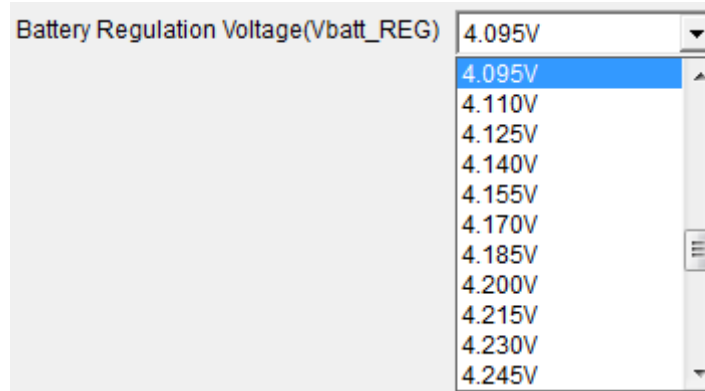 Battery Regulation Voltage(Vbatt_REG) 4.095V
4.095V
4.110V
4.125V
4.140V
4.155V
4.170V
4.185V
4.200V
4.215V
4.230V
4.245V